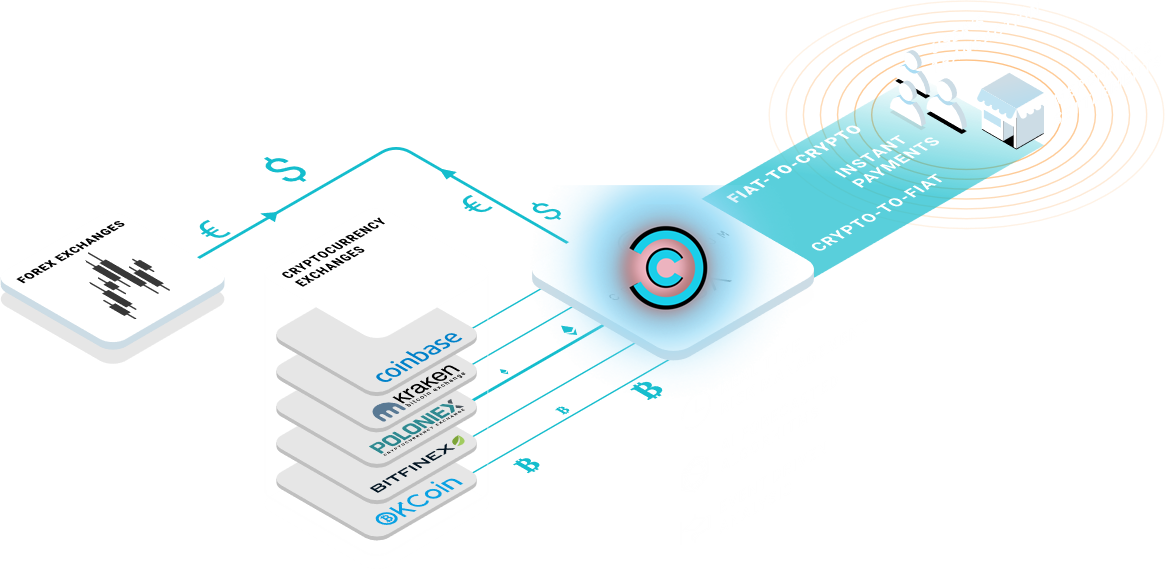 FOREX EXCHANGES
€
$
€
$
CRYPTOCURRENCY
EXCHANGES
coinbase
kraken
bitcoin exchange
POLONIEX
CRYPTOCURRENCY EXCHANGE
BITFINEX
OKCoin
FIAT-TO-CRYPTO
INSTANT
PAYMENTS
CRYPTO-TO-FIAT